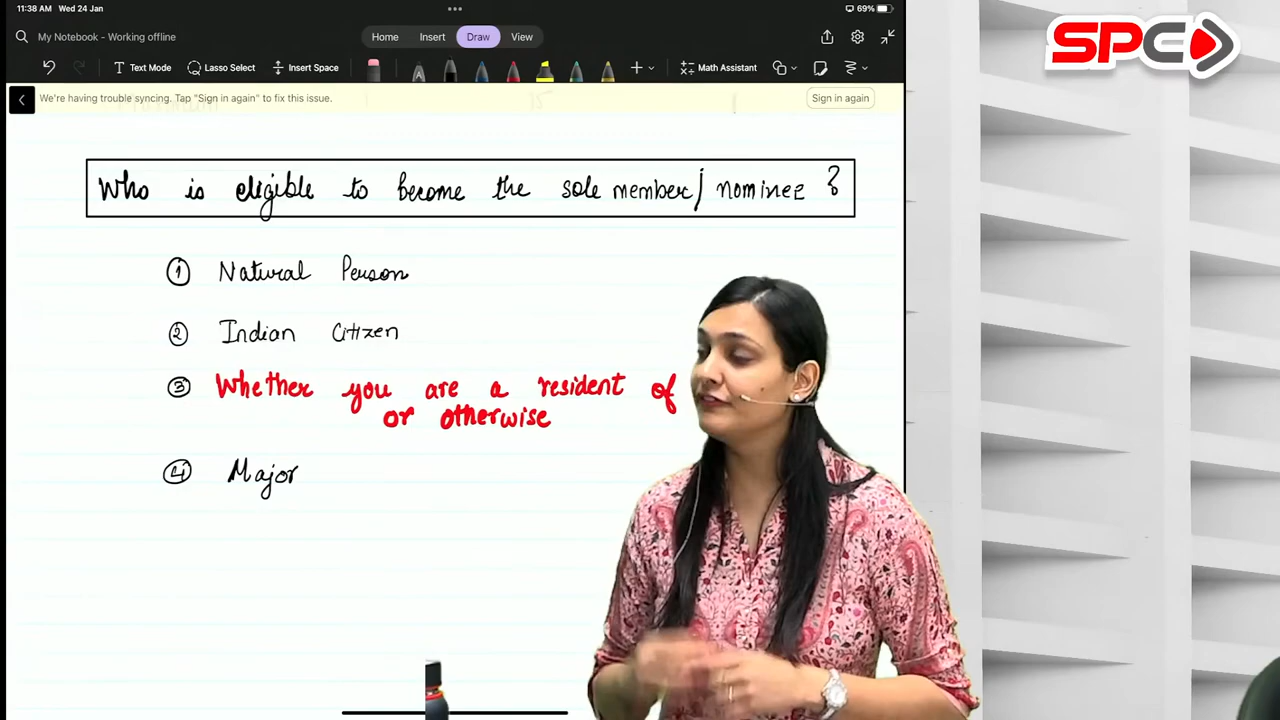 11:38 AM Wed 24 Jan
69%
SPC
My Notebook - Working offline
Home Insert Draw View
Text Mode Lasso Select Insert Space Math Assistant
We're having trouble syncing. Tap "Sign in again" to fix this issue.
Sign in again
Who is eligible to become the sole member/ nominee ?
① Natural Person
② Indian Citizen
③ Whether you are a resident of
or otherwise
④ Major